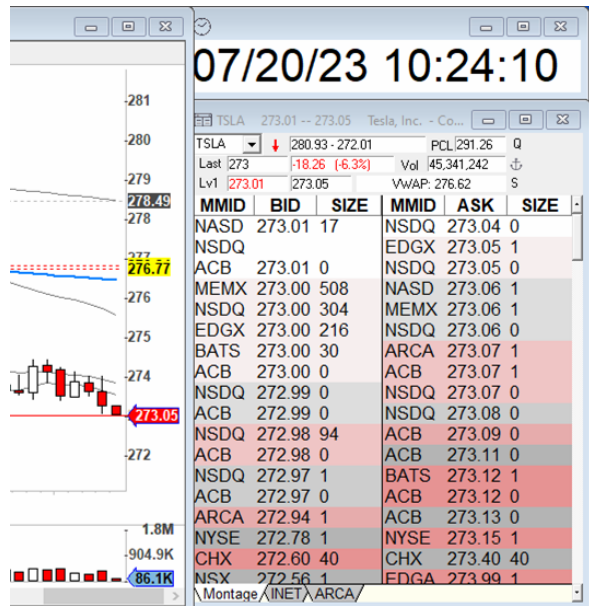 07/20/23 10:24:10
281
280
279
278.49
278
276.77
276
275
274
273.05
272
1.8M
904.9K
86.1K
TSLA 273.01 -- 273.05 Tesla, Inc. - Co...
TSLA 280.93 - 272.01 PCL 291.26 Q
Last 273 -18.26 (-6.3%) Vol 45,341,242
Lv1 273.01 273.05 VWAP: 276.62 S
MMID BID SIZE MMID ASK SIZE
NASD 273.01 17 NSDQ 273.04 0
NSDQ EDGX 273.05 1
ACB 273.01 0 NSDQ 273.05 0
MEMX 273.00 508 NASD 273.06 1
NSDQ 273.00 304 MEMX 273.06 1
EDGX 273.00 216 NSDQ 273.06 0
BATS 273.00 30 ARCA 273.07 1
ACB 273.00 0 ACB 273.07 1
NSDQ 272.99 0 NSDQ 273.07 0
ACB 272.99 0 NSDQ 273.08 0
NSDQ 272.98 94 ACB 273.09 0
ACB 272.98 0 ACB 273.11 0
NSDQ 272.97 1 BATS 273.12 1
ACB 272.97 0 ACB 273.12 0
ARCA 272.94 1 ACB 273.13 0
NYSE 272.78 1 NYSE 273.15 1
CHX 272.60 40 CHX 273.40 40
NSX 272.56 1 EDGA 273.99 1
Montage INET ARCA